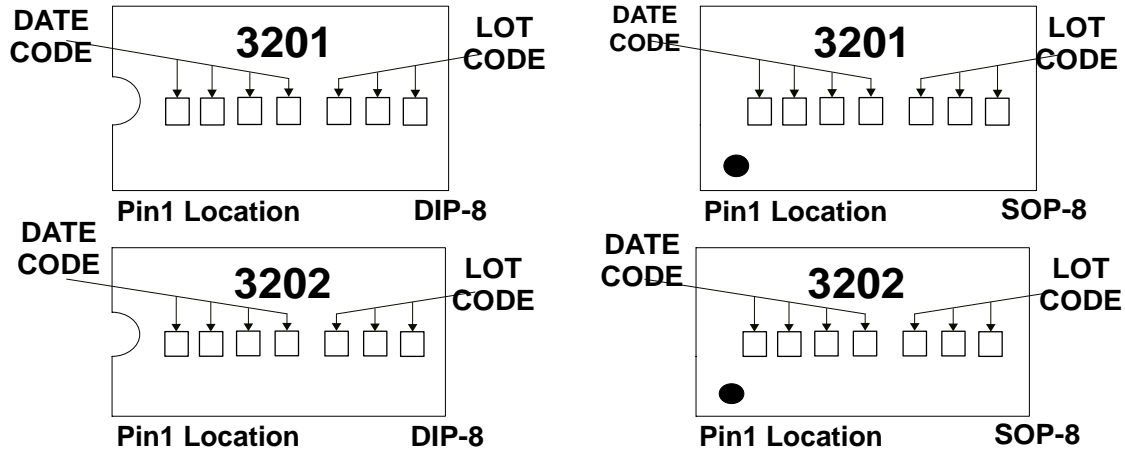 DATE
CODE
3201
LOT
CODE
Pin1 Location
DIP-8
DATE
CODE
3201
LOT
CODE
Pin1 Location
SOP-8
DATE
CODE
3202
LOT
CODE
Pin1 Location
DIP-8
DATE
CODE
3202
LOT
CODE
Pin1 Location
SOP-8